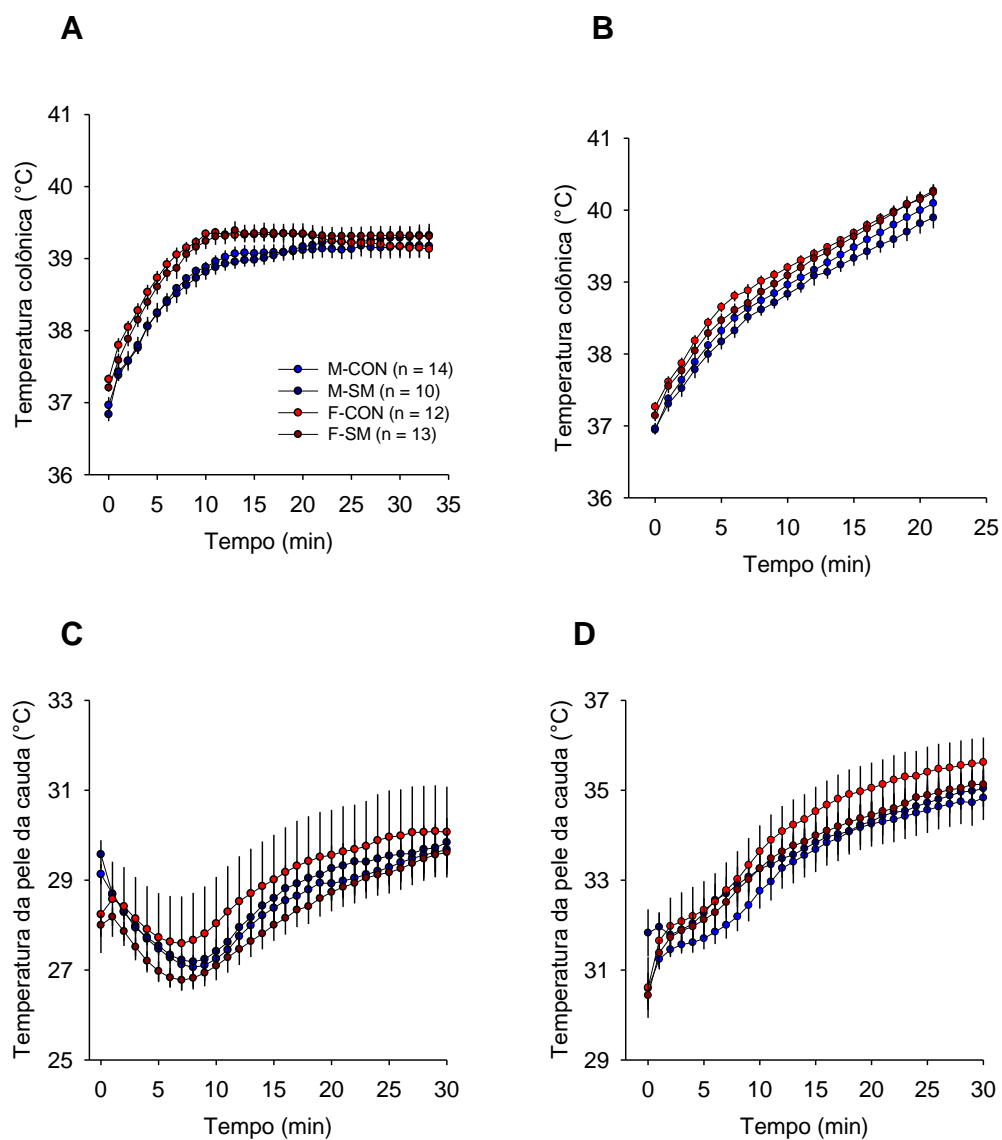 A
B
Temperatura colônica (°C)
41
40
39
38
37
36
0 5 10 15 20 25 30 35
Tempo (min)
M-CON (n = 14)
M-SM (n = 10)
F-CON (n = 12)
F-SM (n = 13)
Temperatura colônica (°C)
41
40
39
38
37
36
0 5 10 15 20 25
Tempo (min)
C
D
Temperatura da pele da cauda (°C)
33
31
29
27
25
0 5 10 15 20 25 30
Tempo (min)
Temperatura da pele da cauda (°C)
37
35
33
31
29
0 5 10 15 20 25 30
Tempo (min)